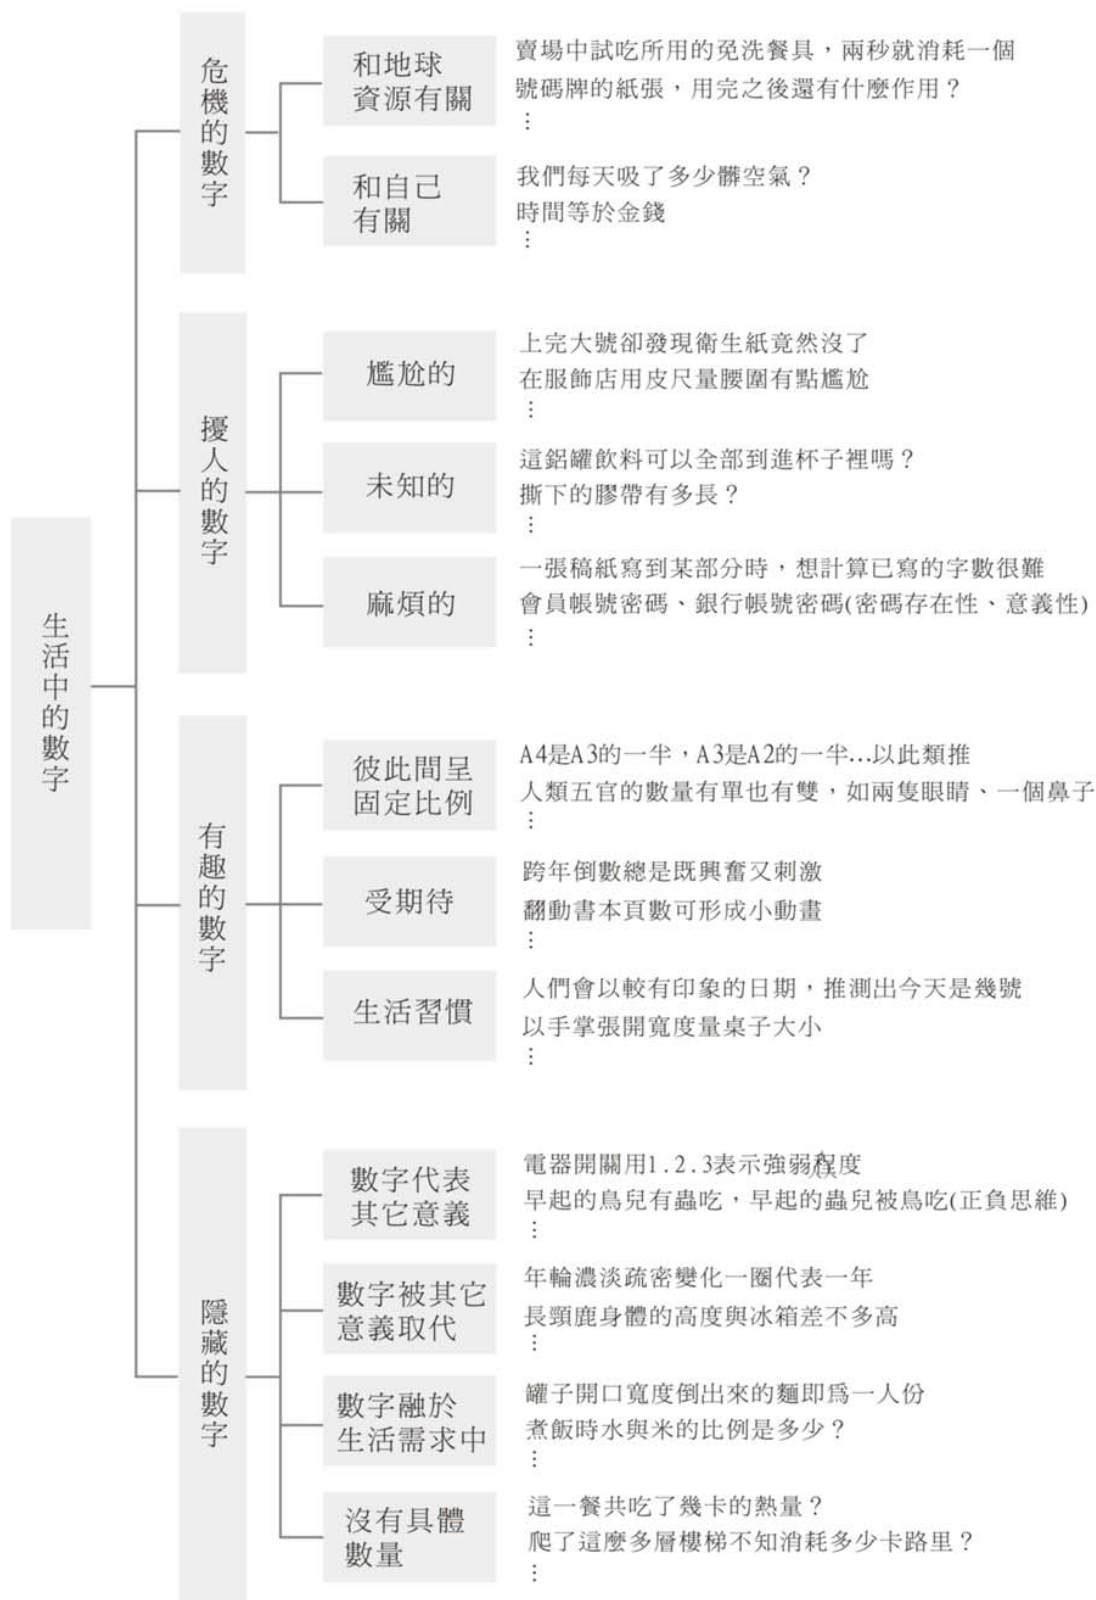 生活中的數字
危機的數字
和地球
資源有關
賣場中試吃所用的免洗餐具，兩秒就消耗一個
號碼牌的紙張，用完之後還有什麼作用？
⋮
和自己
有關
我們每天吸了多少髒空氣？
時間等於金錢
⋮
擾人的數字
尷尬的
上完大號卻發現衛生紙竟然沒了
在服飾店用皮尺量腰圍有點尷尬
⋮
未知的
這鋁罐飲料可以全部到進杯子裡嗎？
撕下的膠帶有多長？
⋮
麻煩的
一張稿紙寫到某部分時，想計算已寫的字數很難
會員帳號密碼、銀行帳號密碼(密碼存在性、意義性)
⋮
有趣的數字
彼此間呈
固定比例
A4是A3的一半，A3是A2的一半…以此類推
人類五官的數量有單也有雙，如兩隻眼睛、一個鼻子
⋮
受期待
跨年倒數總是既興奮又刺激
翻動書本頁數可形成小動畫
⋮
生活習慣
人們會以較有印象的日期，推測出今天是幾號
以手掌張開寬度量桌子大小
⋮
隱藏的數字
數字代表
其它意義
電器開關用1.2.3表示強弱程度
早起的鳥兒有蟲吃，早起的蟲兒被鳥吃(正負思維)
⋮
數字被其它
意義取代
年輪濃淡疏密變化一圈代表一年
長頸鹿身體的高度與冰箱差不多高
⋮
數字融於
生活需求中
罐子開口寬度倒出來的麵即為一人份
煮飯時水與米的比例是多少？
⋮
沒有具體
數量
這一餐共吃了幾卡的熱量？
爬了這麼多層樓梯不知消耗多少卡路里？
⋮